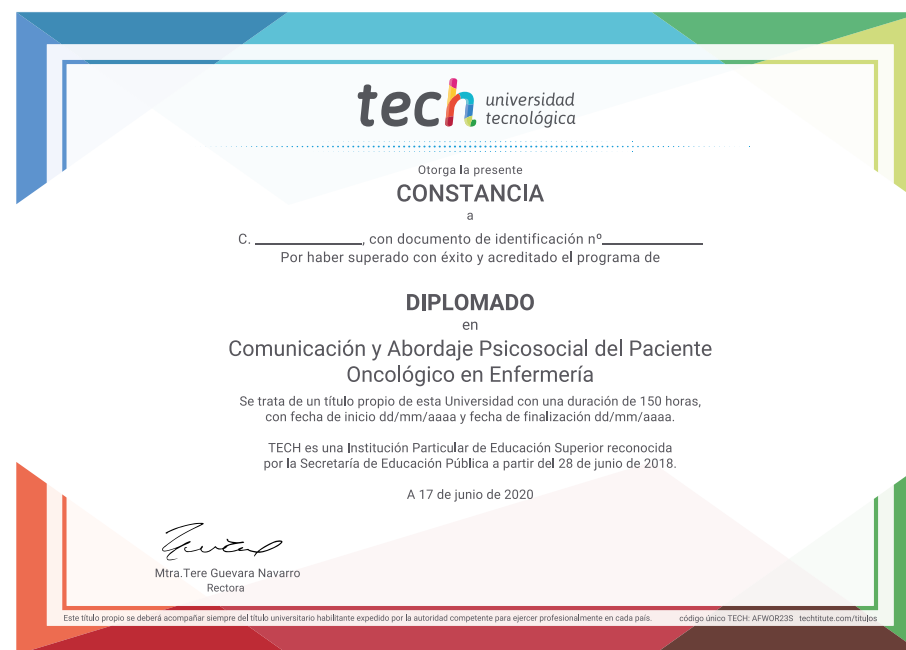 tech universidad
tecnológica
Otorga la presente
CONSTANCIA
a
C. ____________, con documento de identificación nº____________
Por haber superado con éxito y acreditado el programa de
DIPLOMADO
en
Comunicación y Abordaje Psicosocial del Paciente
Oncológico en Enfermería
Se trata de un título propio de esta Universidad con una duración de 150 horas,
con fecha de inicio dd/mm/aaaa y fecha de finalización dd/mm/aaaa.
TECH es una Institución Particular de Educación Superior reconocida
por la Secretaría de Educación Pública a partir del 28 de junio de 2018.
A 17 de junio de 2020
Mtra.Tere Guevara Navarro
Rectora
Este título propio se deberá acompañar siempre del título universitario habilitante expedido por la autoridad competente para ejercer profesionalmente en cada país. código único TECH: AFWOR23S techtitute.com/titulos